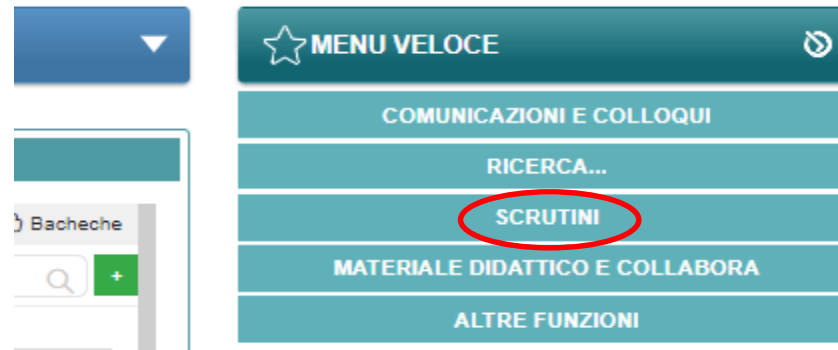 MENU VELOCE
COMUNICAZIONI E COLLOQUI
RICERCA...
SCRUTINI
MATERIALE DIDATTICO E COLLABORA
ALTRE FUNZIONI
Bacheche
+